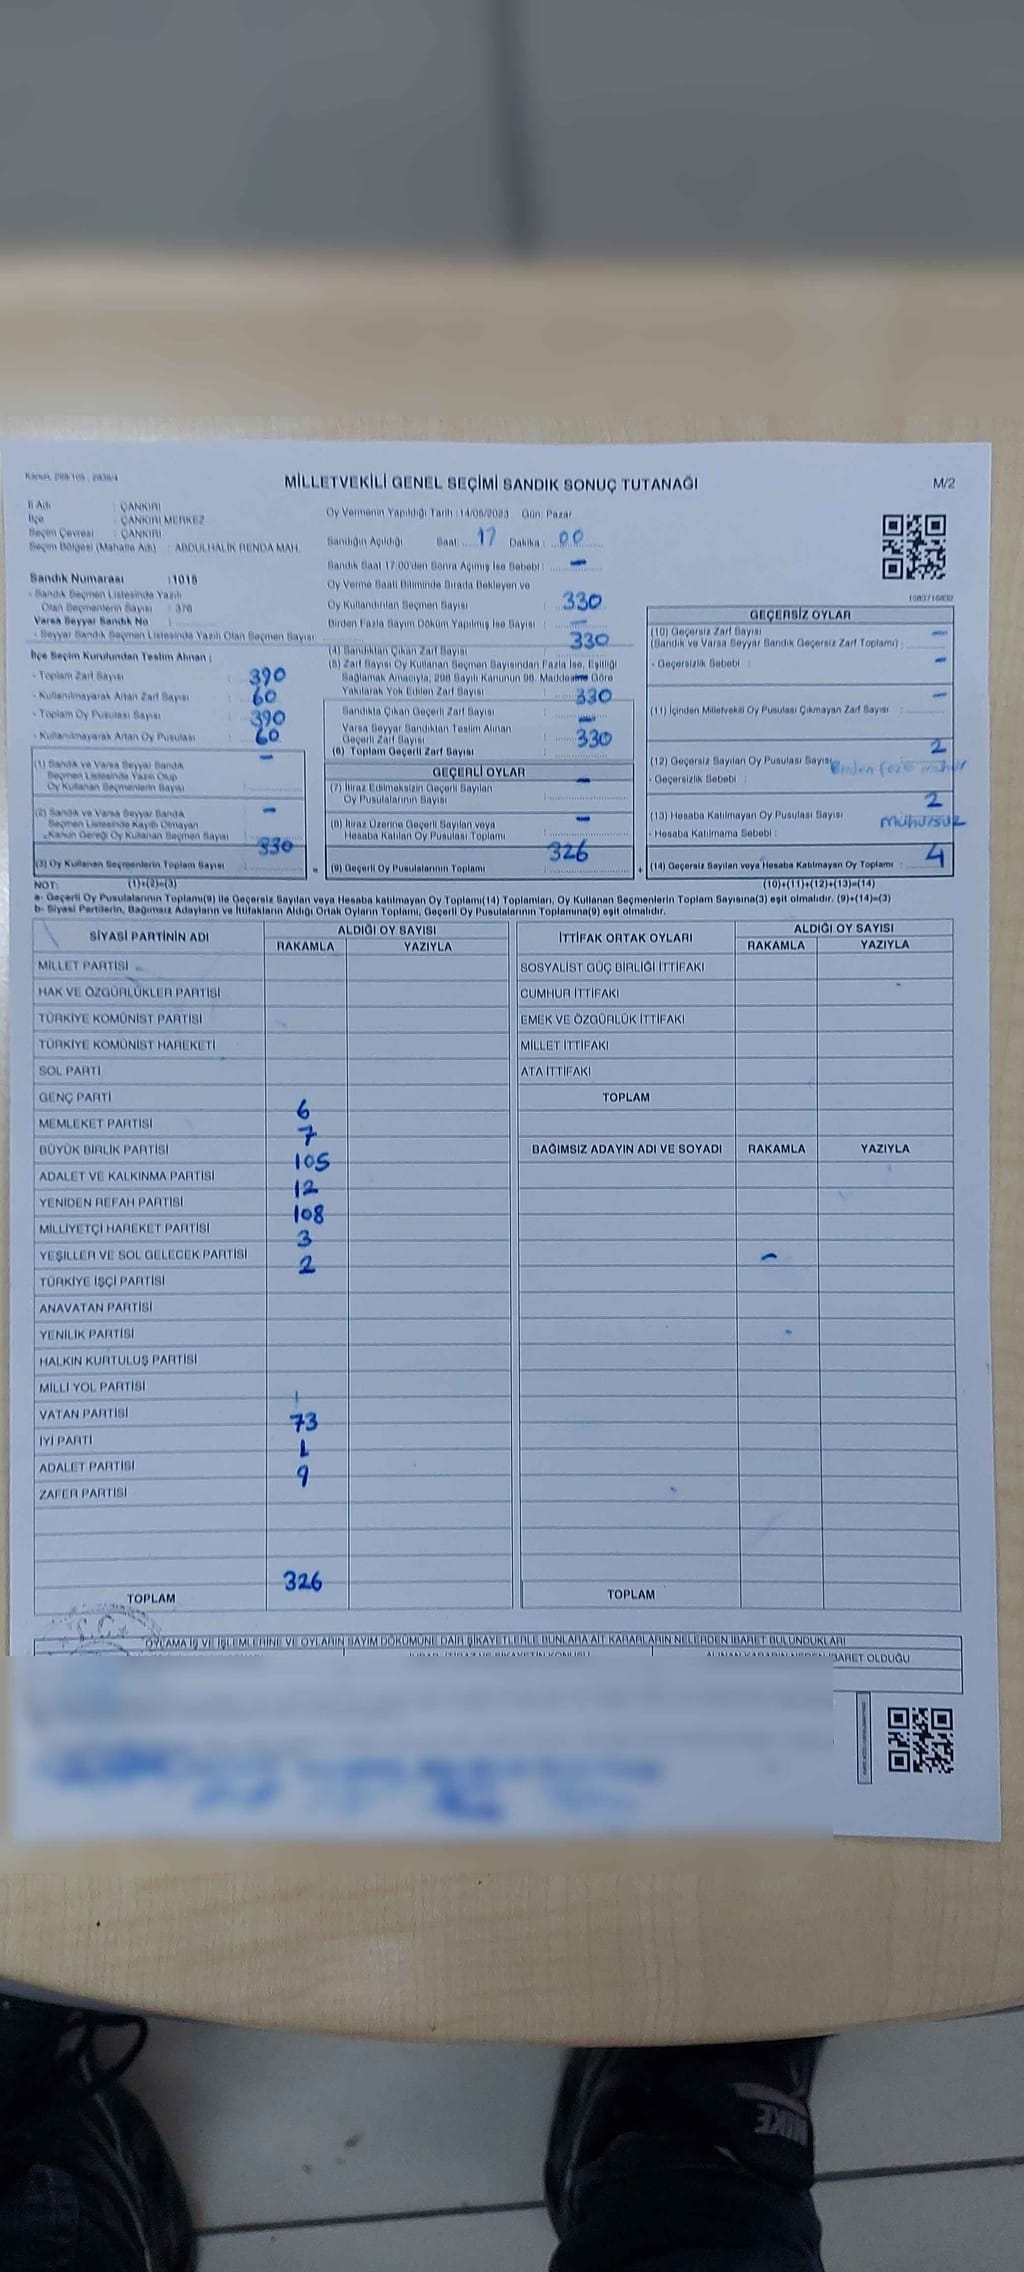 MİLLETVEKİLİ GENEL SEÇİMİ SANDIK SONUÇ TUTANAĞI
M/2
İl Adı : ÇANKIRI
İlçe : ÇANKIRI MERKEZ
Seçim Çevresi : ÇANKIRI
Seçim Bölgesi (Mahalle Adı) : ABDULHALİK RENDA MAH.
Oy Vermenin Yapıldığı Tarih :14/05/2023 Gün: Pazar
Sandığın Açıldığı Saat: 17 Dakika : 00
Sandık Saat 17:00'den Sonra Açımış İse Sebebi : –
Oy Verme Saati Bitiminde Sırada Bekleyen ve
Oy Kullandırılan Seçmen Sayısı : 330
Birden Fazla Sayım Döküm Yapılmış İse Sayısı : –
Sandık Numarası :1018
- Sandık Seçmen Listesinde Yazılı
Olan Seçmenlerin Sayısı : 376
Varsa Seyyar Sandık No :
- Seyyar Sandık Seçmen Listesinde Yazılı Olan Seçmen Sayısı:
İlçe Seçim Kurulundan Teslim Alınan ;
- Toplam Zarf Sayısı : 390
- Kullanılmayarak Artan Zarf Sayısı : 60
- Toplam Oy Pusulası Sayısı : 390
- Kullanılmayarak Artan Oy Pusulası : 60
(1) Sandık ve Varsa Seyyar Sandık
Seçmen Listesinde Yazılı Olup
Oy Kullanan Seçmenlerin Sayısı : –
(2) Sandık ve Varsa Seyyar Sandık
Seçmen Listesinde Kayıtlı Olmayan
Kanun Gereği Oy Kullanan Seçmen Sayısı : –
(3) Oy Kullanan Seçmenlerin Toplam Sayısı : 330
(4) Sandıktan Çıkan Zarf Sayısı : 330
(5) Zarf Sayısı Oy Kullanan Seçmen Sayısından Fazla İse, Eşitliği
Sağlamak Amacıyla, 298 Sayılı Kanunun 98. Maddesine Göre
Yakılarak Yok Edilen Zarf Sayısı : –
Sandıkta Çıkan Geçerli Zarf Sayısı : 330
Varsa Seyyar Sandıktan Teslim Alınan
Geçerli Zarf Sayısı : –
(6) Toplam Geçerli Zarf Sayısı : 330
GEÇERLİ OYLAR
(7) İtiraz Edilmeksizin Geçerli Sayılan
Oy Pusulalarının Sayısı : –
(8) İtiraz Üzerine Geçerli Sayılan veya
Hesaba Katılan Oy Pusulası Toplamı : –
(9) Geçerli Oy Pusulalarının Toplamı : 326
GEÇERSİZ OYLAR
(10) Geçersiz Zarf Sayısı
(Sandık ve Varsa Seyyar Sandık Geçersiz Zarf Toplamı) : –
- Geçersizlik Sebebi : –
(11) İçinden Milletvekili Oy Pusulası Çıkmayan Zarf Sayısı : –
(12) Geçersiz Sayılan Oy Pusulası Sayısı 2
- Geçersizlik Sebebi : Birden fazla mühür
(13) Hesaba Katılmayan Oy Pusulası Sayısı 2
- Hesaba Katılmama Sebebi : mühürsüz
(14) Geçersiz Sayılan veya Hesaba Katılmayan Oy Toplamı : 4
NOT: (1)+(2)=(3) (10)+(11)+(12)+(13)=(14)
a- Geçerli Oy Pusulalarının Toplamı(9) ile Geçersiz Sayılan veya Hesaba katılmayan Oy Toplamı(14) Toplamları, Oy Kullanan Seçmenlerin Toplam Sayısına(3) eşit olmalıdır. (9)+(14)=(3)
b- Siyasi Partilerin, Bağımsız Adayların ve İttifakların Aldığı Ortak Oyların Toplamı, Geçerli Oy Pusulalarının Toplamına(9) eşit olmalıdır.
SİYASİ PARTİNİN ADI ALDIĞI OY SAYISI
RAKAMLA YAZIYLA
MİLLET PARTİSİ
HAK VE ÖZGÜRLÜKLER PARTİSİ
TÜRKİYE KOMÜNİST PARTİSİ
TÜRKİYE KOMÜNİST HAREKETİ
SOL PARTİ
GENÇ PARTİ
6
MEMLEKET PARTİSİ
7
BÜYÜK BİRLİK PARTİSİ
105
ADALET VE KALKINMA PARTİSİ
12
YENİDEN REFAH PARTİSİ
108
MİLLİYETÇİ HAREKET PARTİSİ
3
YEŞİLLER VE SOL GELECEK PARTİSİ
2
TÜRKİYE İŞÇİ PARTİSİ
ANAVATAN PARTİSİ
YENİLİK PARTİSİ
HALKIN KURTULUŞ PARTİSİ
MİLLİ YOL PARTİSİ
VATAN PARTİSİ
73
İYİ PARTİ
1
ADALET PARTİSİ
9
ZAFER PARTİSİ
326
TOPLAM
İTTİFAK ORTAK OYLARI ALDIĞI OY SAYISI
RAKAMLA YAZIYLA
SOSYALİST GÜÇ BİRLİĞİ İTTİFAKI
CUMHUR İTTİFAKI
EMEK VE ÖZGÜRLÜK İTTİFAKI
MİLLET İTTİFAKI
ATA İTTİFAKI
TOPLAM
BAĞIMSIZ ADAYIN ADI VE SOYADI RAKAMLA YAZIYLA
–
TOPLAM
OYLAMA İŞ VE İŞLEMLERİNE VE OYLARIN SAYIM DÖKÜMÜNE DAİR ŞİKAYETLERLE BUNLARA AİT KARARLARIN NELERDEN İBARET BULUNDUKLARI
İBARET OLDUĞU
NIKE